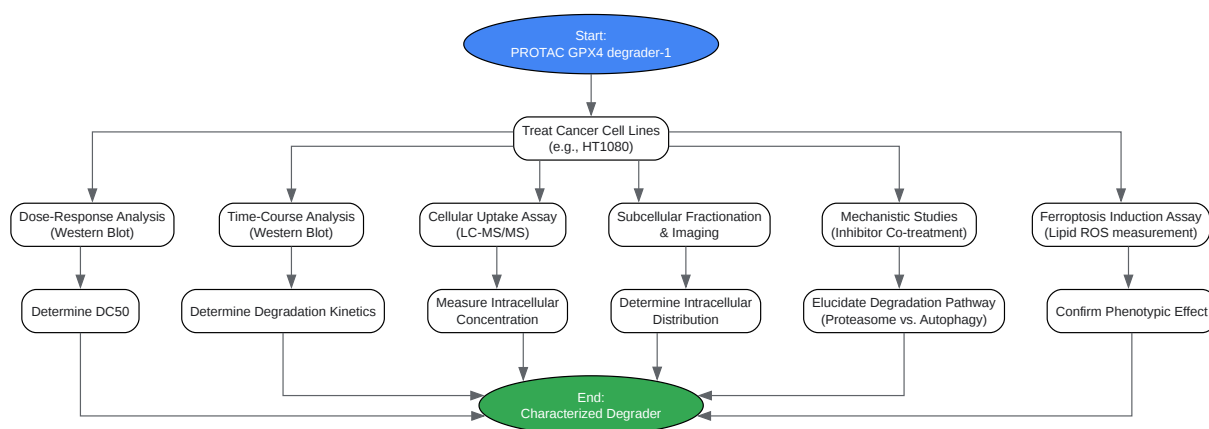 Start:
PROTAC GPX4 degrader-1
Treat Cancer Cell Lines
(e.g., HT1080)
Dose-Response Analysis
(Western Blot)
Time-Course Analysis
(Western Blot)
Cellular Uptake Assay
(LC-MS/MS)
Subcellular Fractionation
& Imaging
Mechanistic Studies
(Inhibitor Co-treatment)
Ferroptosis Induction Assay
(Lipid ROS measurement)
Determine DC50
Determine Degradation Kinetics
Measure Intracellular
Concentration
Determine Intracellular
Distribution
Elucidate Degradation Pathway
(Proteasome vs. Autophagy)
Confirm Phenotypic Effect
End:
Characterized Degrader